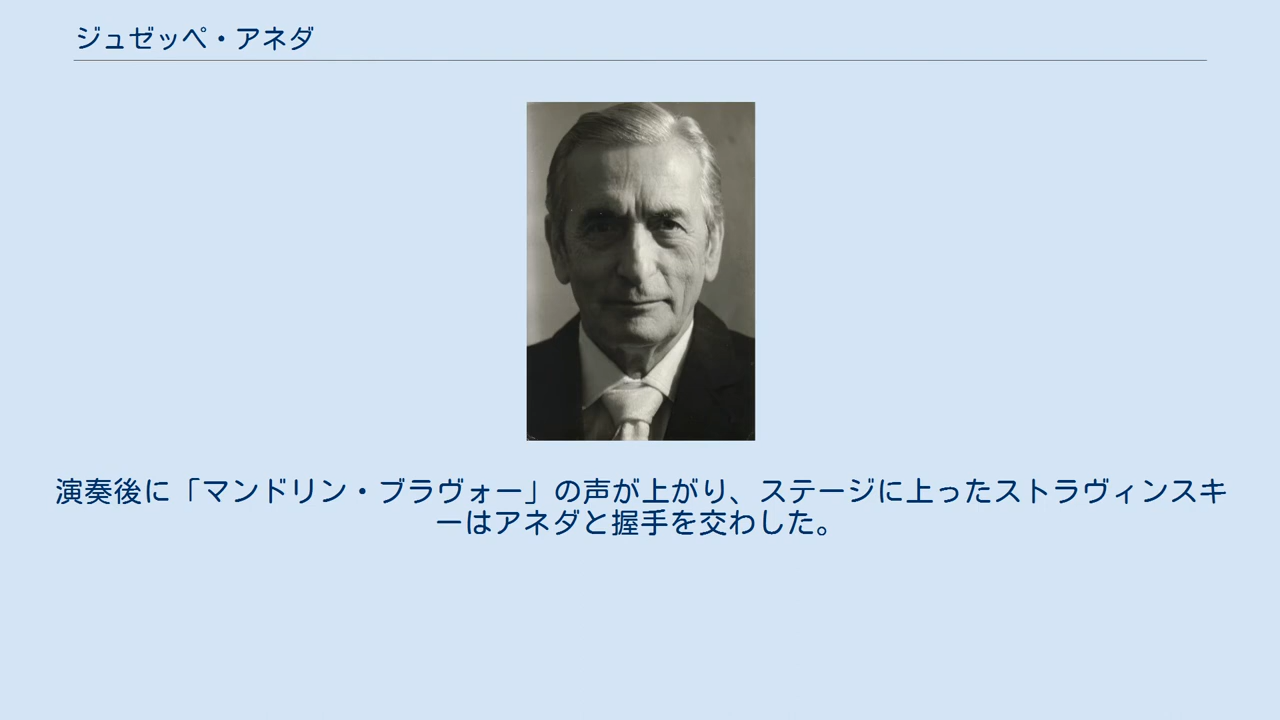 ジュゼッペ・アネダ
演奏後に「マンドリン・ブラヴォー」の声が上がり、ステージに上ったストラヴィンスキ
ーはアネダと握手を交わした。